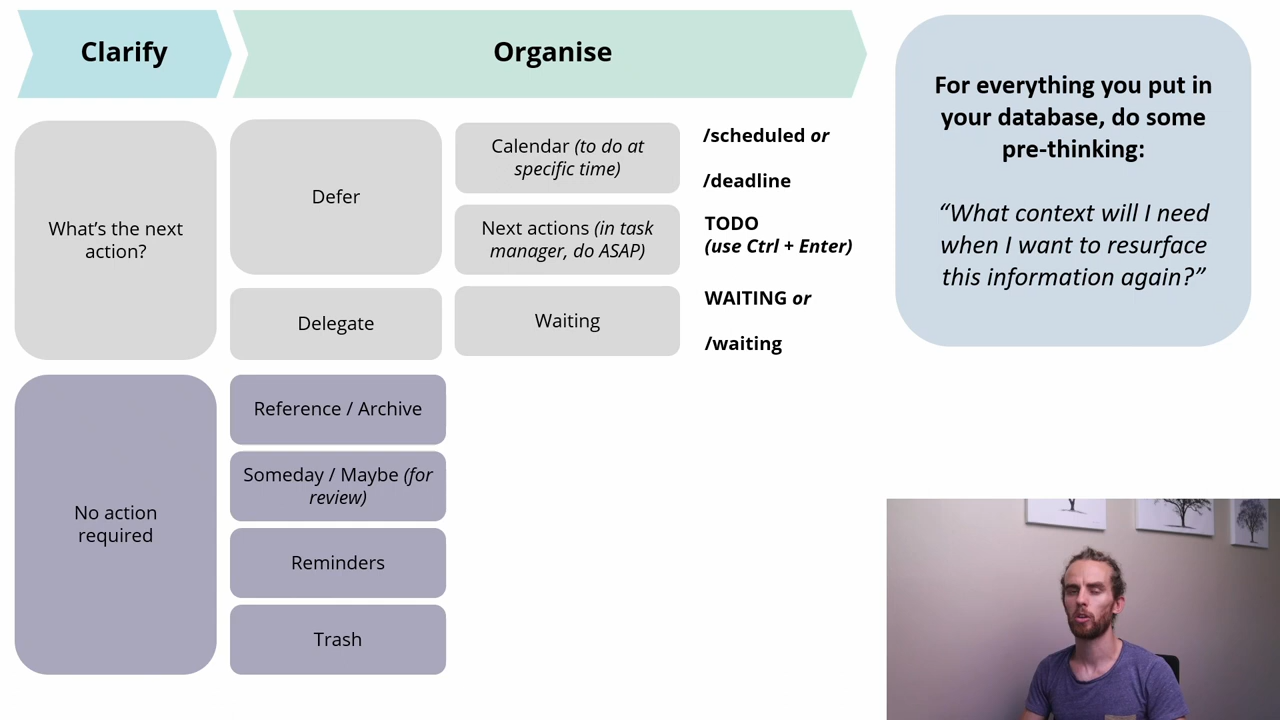 Clarify
Organise
What’s the next
action?
Defer
Calendar (to do at
specific time)
/scheduled or
/deadline
Next actions (in task
manager, do ASAP)
TODO
(use Ctrl + Enter)
Delegate
Waiting
WAITING or
/waiting
No action
required
Reference / Archive
Someday / Maybe (for
review)
Reminders
Trash
For everything you put in
your database, do some
pre-thinking:
“What context will I need
when I want to resurface
this information again?”